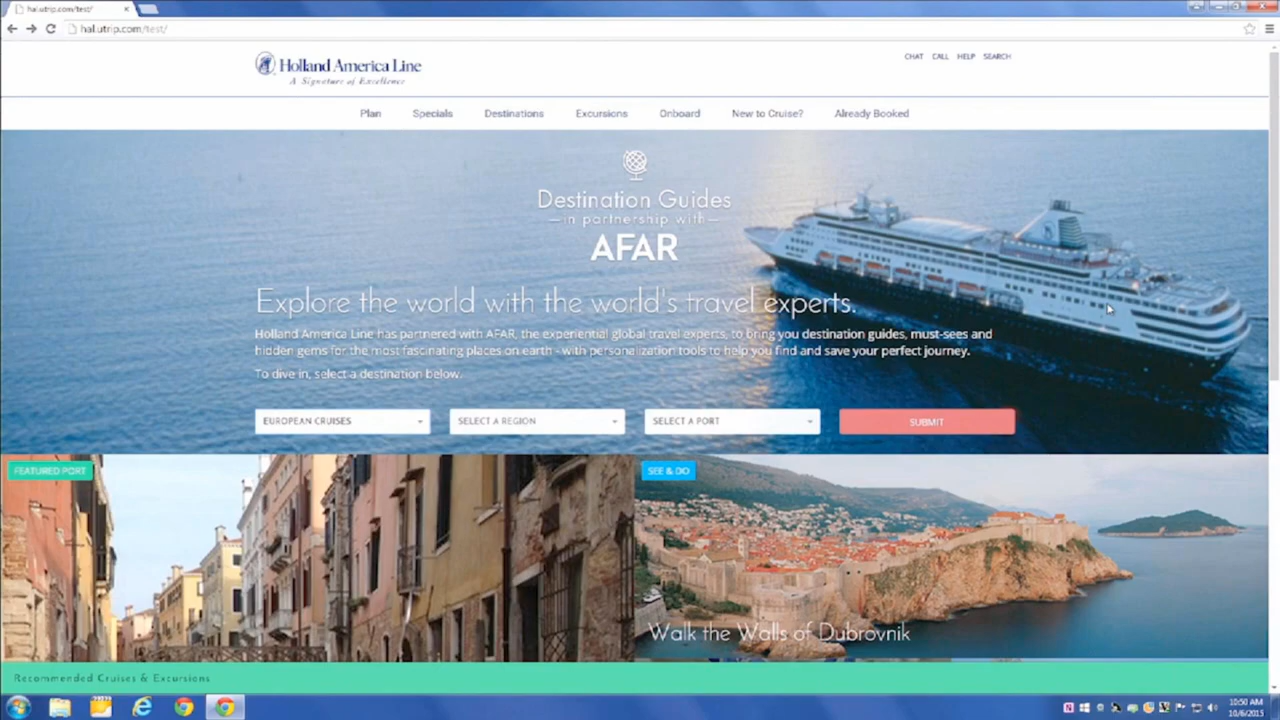 hal.utrip.com/test/
hal.utrip.com/test/
Holland America Line
A Signature of Excellence
CHAT CALL HELP SEARCH
Plan Specials Destinations Excursions Onboard New to Cruise? Already Booked
Destination Guides
—in partnership with—
AFAR
Explore the world with the world's travel experts.
Holland America Line has partnered with AFAR, the experiential global travel experts, to bring you destination guides, must-sees and
hidden gems for the most fascinating places on earth - with personalization tools to help you find and save your perfect journey.
To dive in, select a destination below.
EUROPEAN CRUISES SELECT A REGION SELECT A PORT SUBMIT
FEATURED PORT SEE & DO
Walk the Walls of Dubrovnik
Recommended Cruises & Excursions
10:50 AM
10/6/2015